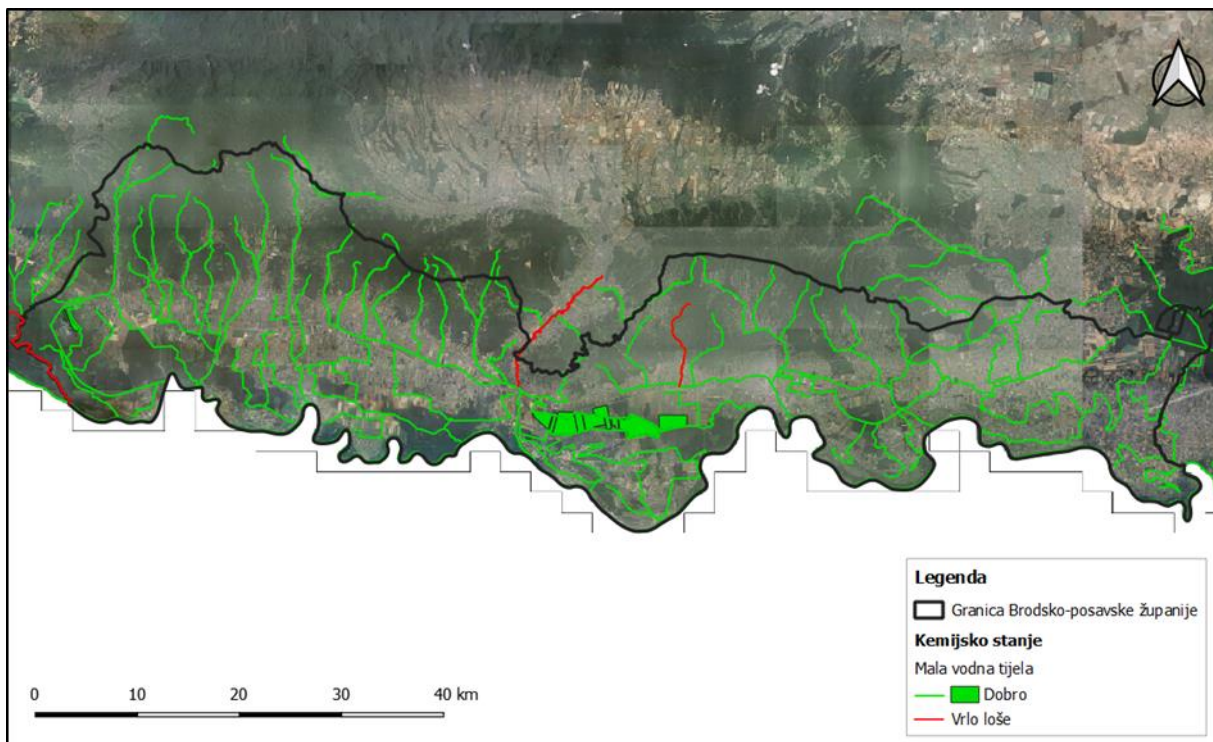 Legenda
Granica Brodsko-posavske županije
Kemijsko stanje
Mala vodna tijela
Dobro
Vrlo loše
0 10 20 30 40 km